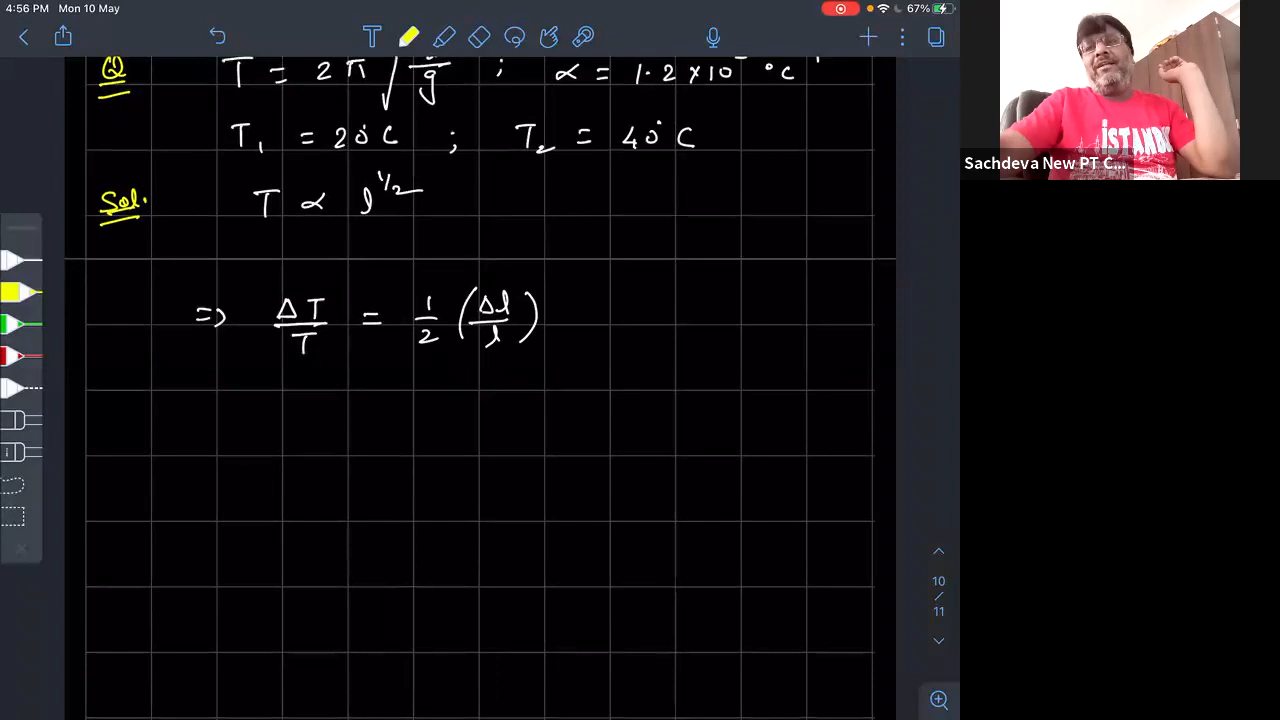 4:56 PM Mon 10 May
67%
Q T = 2π√ /g ; α = 1.2 × 10 °C
T₁ = 20°C ; T₂ = 40°C
Sol. T ∝ l^1/2
⇒ ΔT/T = 1/2 (Δl/l)
10
/
11
İSTANBU
Sachdeva New PT C...